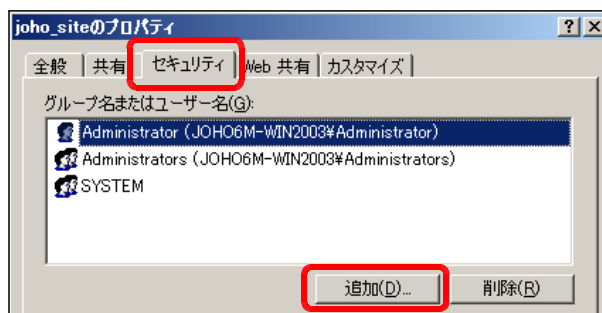 joho_siteのプロパティ
全般 共有 セキュリティ Web 共有 カスタマイズ
グループ名またはユーザー名(G):
Administrator (JOHO6M-WIN2003¥Administrator)
Administrators (JOHO6M-WIN2003¥Administrators)
SYSTEM
追加(D)... 削除(R)